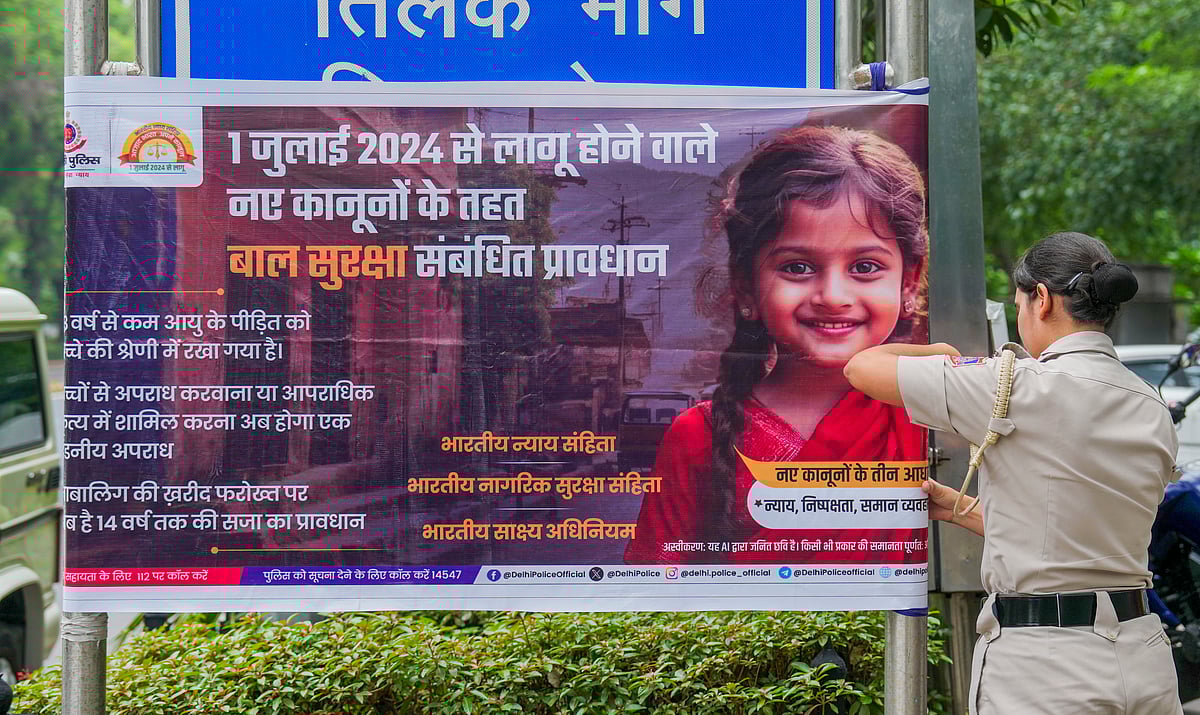 तिलक मार्ग
पुलिस
न्याय
1 जुलाई 2024 से लागू
1 जुलाई 2024 से लागू होने वाले
नए कानूनों के तहत
बाल सुरक्षा संबंधित प्रावधान
वर्ष से कम आयु के पीड़ित को
च्चे की श्रेणी में रखा गया है।
च्चों से अपराध करवाना या आपराधिक
त्य में शामिल करना अब होगा एक
डनीय अपराध
ाबालिग की ख़रीद फरोख्त पर
ब है 14 वर्ष तक की सजा का प्रावधान
भारतीय न्याय संहिता
भारतीय नागरिक सुरक्षा संहिता
भारतीय साक्ष्य अधिनियम
नए कानूनों के तीन आधा
*न्याय, निष्पक्षता, समान व्यवह
अस्वीकरण: यह AI द्वारा जनित छवि है। किसी भी प्रकार की समानता पूर्णत:
सहायता के लिए 112 पर कॉल करें पुलिस को सूचना देने के लिए कॉल करें 14547 @DelhiPoliceOfficial @DelhiPolice @delhi.police_official @DelhiPoliceOfficial @delhipol